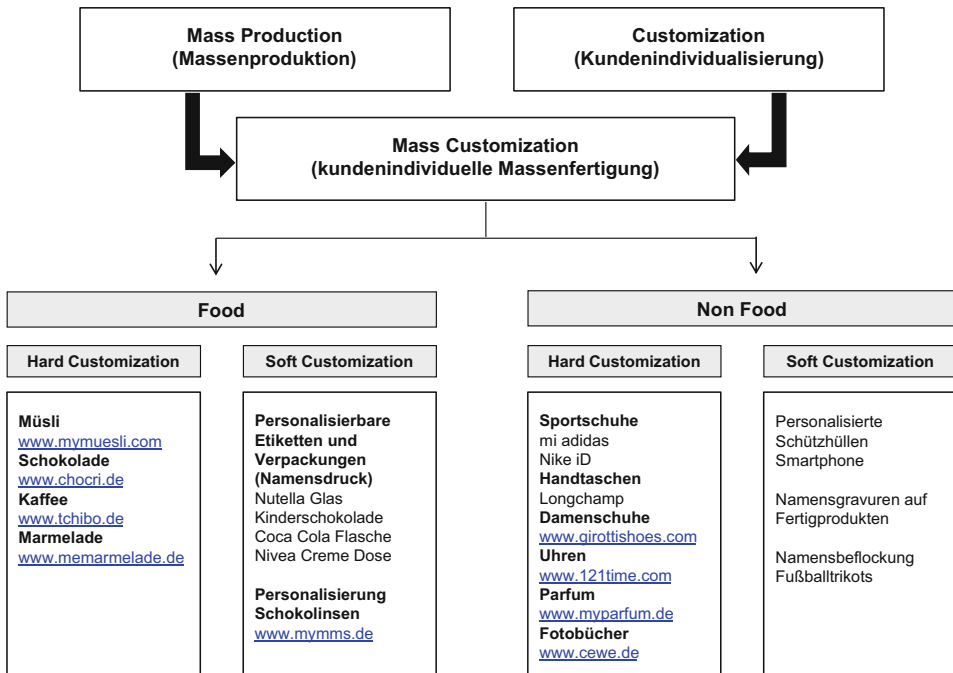 Mass Production
(Massenproduktion)
Customization
(Kundenindividualisierung)
Mass Customization
(kundenindividuelle Massenfertigung)
Food
Non Food
Hard Customization
Soft Customization
Hard Customization
Soft Customization
Müsli
www.mymuesli.com
Schokolade
www.chocri.de
Kaffee
www.tchibo.de
Marmelade
www.memarmelade.de
Personalisierbare
Etiketten und
Verpackungen
(Namensdruck)
Nutella Glas
Kinderschokolade
Coca Cola Flasche
Nivea Creme Dose
Personalisierung
Schokolinsen
www.mymms.de
Sportschuhe
mi adidas
Nike iD
Handtaschen
Longchamp
Damenschuhe
www.girottishoes.com
Uhren
www.121time.com
Parfum
www.myparfum.de
Fotobücher
www.cewe.de
Personalisierte
Schützhüllen
Smartphone
Namensgravuren auf
Fertigprodukten
Namensbeflockung
Fußballtrikots